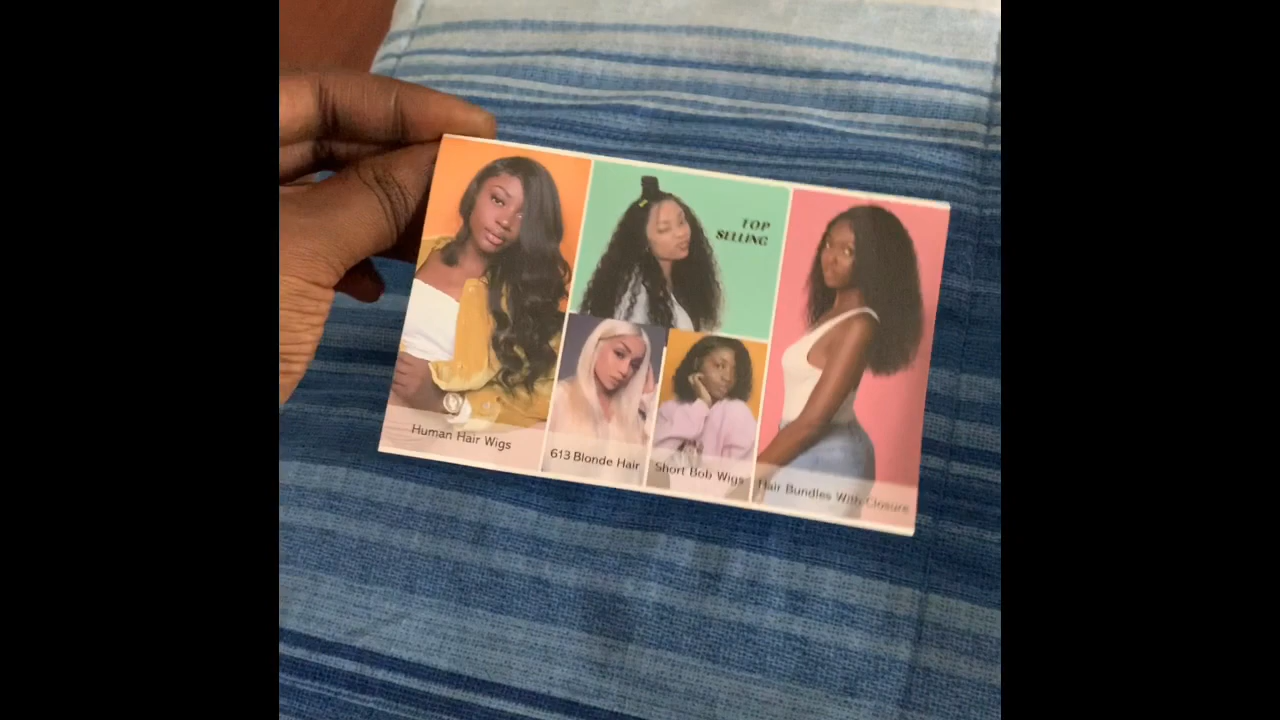 TOP
SELLING
Human Hair Wigs
613 Blonde Hair
Short Bob Wigs
Hair Bundles With Closure